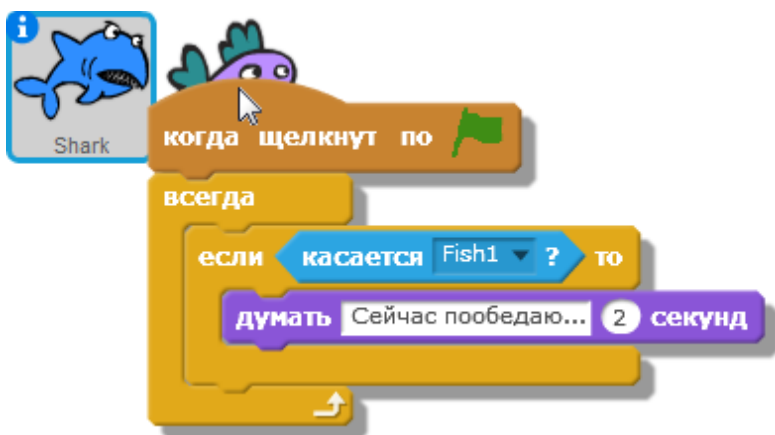 i
Shark
когда щелкнут по
всегда
если касается Fish1 ? то
думать Сейчас пообедаю... 2 секунд